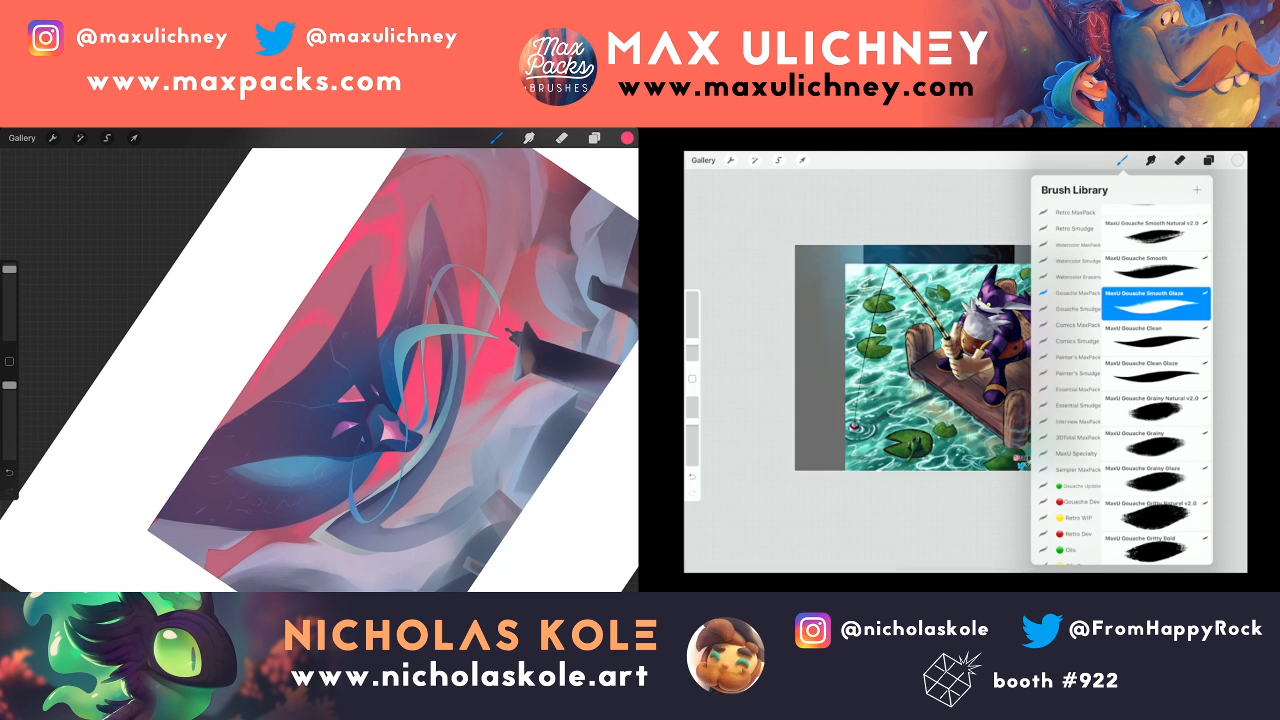 @maxulichney
@maxulichney
www.maxpacks.com
Max
Packs
BRUSHES
MAX ULICHNEY
www.maxulichney.com
Gallery
Gallery
Brush Library
Retro MaxPack
Retro Smudge
Watercolor MaxPack
Watercolor Smudge
Watercolor Erasers
Gouache MaxPack
Gouache Smudge
Comics MaxPack
Comics Smudge
Painter's MaxPack
Painter's Smudge
Essential MaxPack
Essential Smudge
Interview MaxPack
3DTotal MaxPack
MaxU Specialty
Sampler MaxPack
Gouache Update
Gouache Dev
Retro WIP
Retro Dev
Oils
MaxU Gouache Smooth Natural v2.0
MaxU Gouache Smooth
MaxU Gouache Smooth Glaze
MaxU Gouache Clean
MaxU Gouache Clean Glaze
MaxU Gouache Grainy Natural v2.0
MaxU Gouache Grainy
MaxU Gouache Grainy Glaze
MaxU Gouache Gritty Natural v2.0
MaxU Gouache Gritty Bold
NICHOLAS KOLE
www.nicholaskole.art
@nicholaskole
@FromHappyRock
booth #922